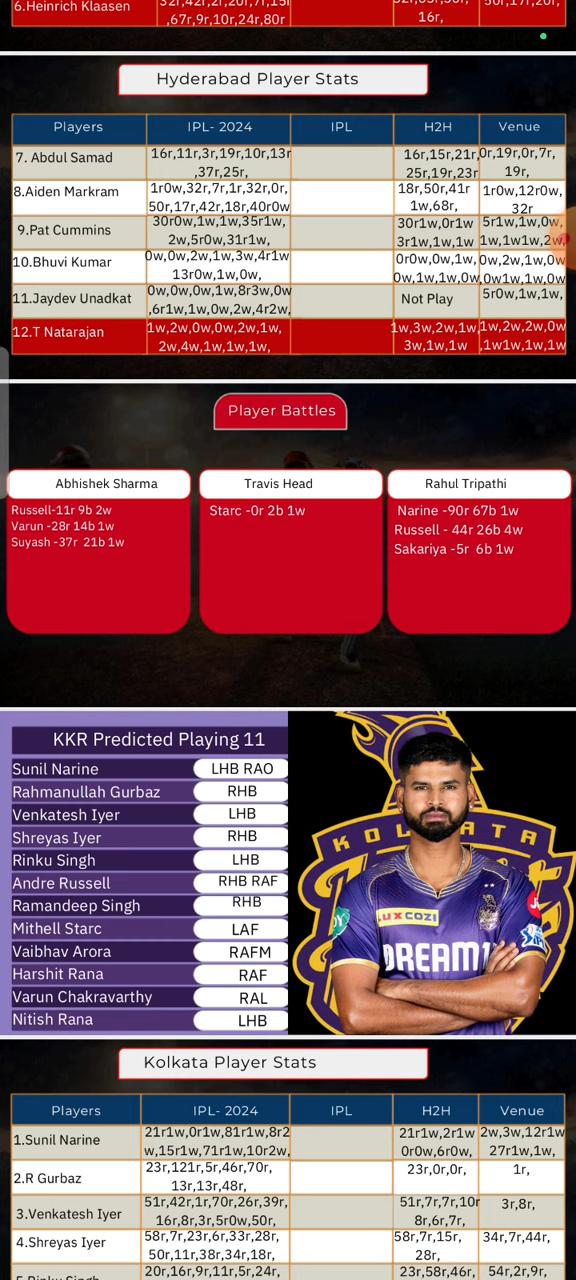 6.Heinrich Klaasen
32r,42r,2r,20r,7r,15r
,67r,9r,10r,24r,80r
16r,
50r,17r,20r,
Hyderabad Player Stats
Players IPL- 2024 IPL H2H Venue
7. Abdul Samad
16r,11r,3r,19r,10r,13r
,37r,25r,
16r,15r,21r,
25r,19r,23r
0r,19r,0r,7r,
19r,
8.Aiden Markram
1r0w,32r,7r,1r,32r,0r,
50r,17r,42r,18r,40r0w
18r,50r,41r
1w,68r,
1r0w,12r0w,
32r
9.Pat Cummins
30r0w,1w,1w,35r1w,
2w,5r0w,31r1w,
30r1w,0r1w
3r1w,1w,1w
5r1w,1w,0w,
1w,1w1w,2w,
10.Bhuvi Kumar
0w,0w,2w,1w,3w,4r1w
13r0w,1w,0w,
0r0w,0w,1w,
0w,1w,1w,0w
0w,2w,1w,0w
0w1w,1w,0w
11.Jaydev Unadkat
0w,0w,0w,1w,8r3w,0w
,6r1w,1w,0w,2w,4r2w,
Not Play
5r0w,1w,1w,
12.T Natarajan
1w,2w,0w,0w,2w,1w,
2w,4w,1w,1w,1w,
1w,3w,2w,1w,
3w,1w,1w
1w,2w,2w,0w
,1w1w,1w,1w
Player Battles
Abhishek Sharma
Russell-11r 9b 2w
Varun -28r 14b 1w
Suyash -37r 21b 1w
Travis Head
Starc -0r 2b 1w
Rahul Tripathi
Narine -90r 67b 1w
Russell - 44r 26b 4w
Sakariya -5r 6b 1w
KKR Predicted Playing 11
Sunil Narine LHB RAO
Rahmanullah Gurbaz RHB
Venkatesh Iyer LHB
Shreyas Iyer RHB
Rinku Singh LHB
Andre Russell RHB RAF
Ramandeep Singh RHB
Mithell Starc LAF
Vaibhav Arora RAFM
Harshit Rana RAF
Varun Chakravarthy RAL
Nitish Rana LHB
KOLKATA
LUXCOZI
DREAM11
Kolkata Player Stats
Players IPL- 2024 IPL H2H Venue
1.Sunil Narine
21r1w,0r1w,81r1w,8r2
w,15r1w,71r1w,10r2w,
21r1w,2r1w
0r0w,6r0w,
2w,3w,12r1w
27r1w,1w,
2.R Gurbaz
23r,121r,5r,46r,70r,
13r,13r,48r,
23r,0r,0r,
1r,
3.Venkatesh Iyer
51r,42r,1r,70r,26r,39r,
16r,8r,3r,5r0w,50r,
51r,7r,7r,10r
8r,6r,7r,
3r,8r,
4.Shreyas Iyer
58r,7r,23r,6r,33r,28r,
50r,11r,38r,34r,18r,
58r,7r,15r,
28r,
34r,7r,44r,
5.Rinku Singh
20r,16r,9r,11r,5r,24r,
23r,58r,46r,
54r,2r,9r,